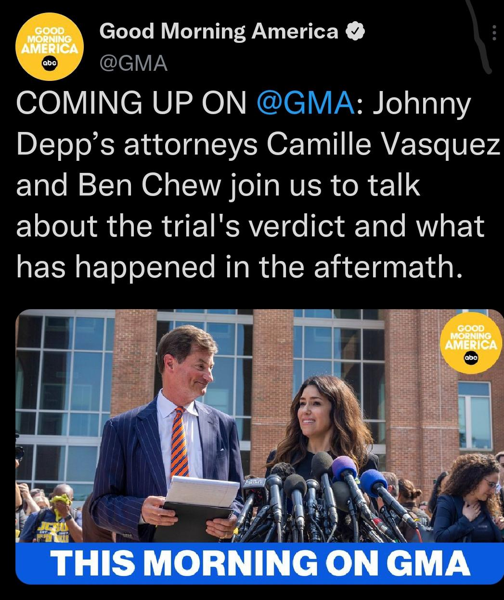 GOOD
MORNING
AMERICA
abc
Good Morning America
@GMA
COMING UP ON @GMA: Johnny
Depp’s attorneys Camille Vasquez
and Ben Chew join us to talk
about the trial's verdict and what
has happened in the aftermath.
GOOD
MORNING
AMERICA
abc
THIS MORNING ON GMA